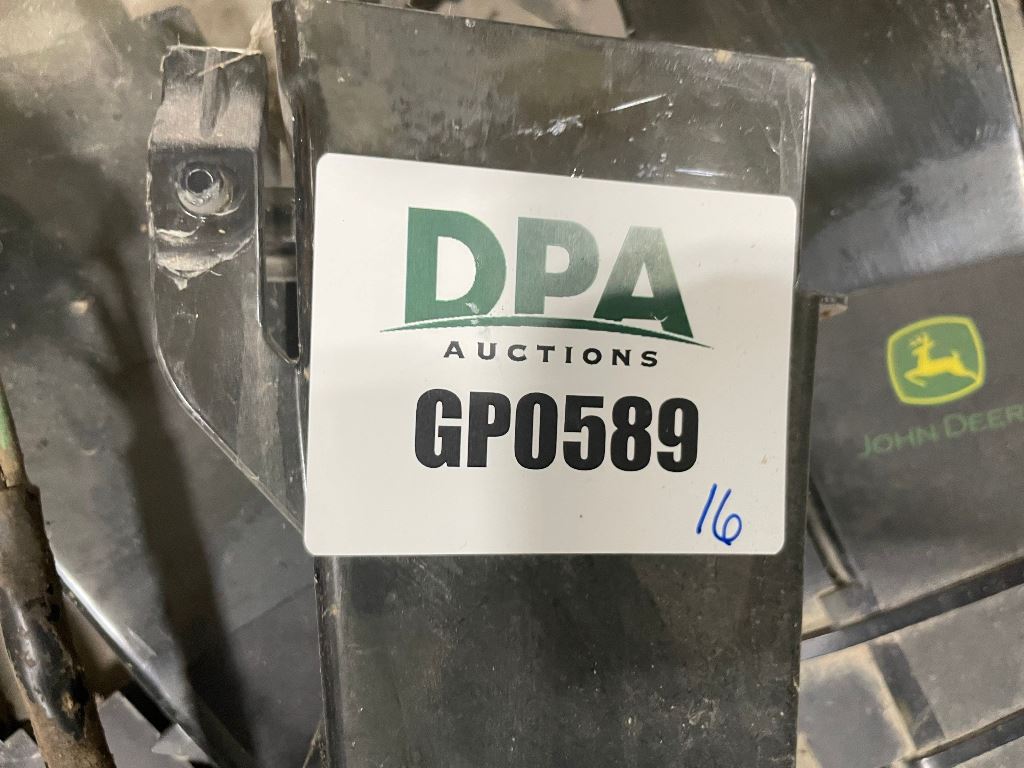 DPA
AUCTIONS
GP0589
16
JOHN DEER